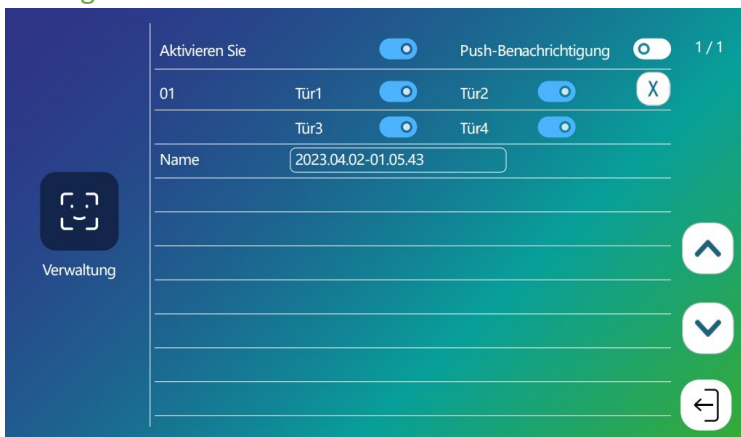 Aktivieren Sie Push-Benachrichtigung 1/1
01 Tür1 Tür2 X
Tür3 Tür4
Name 2023.04.02-01.05.43
Verwaltung